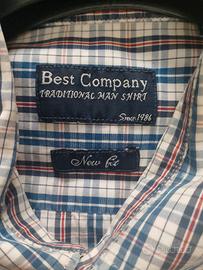 Best Company
TRADITIONAL MAN SHIRT
Since 1986
New fit